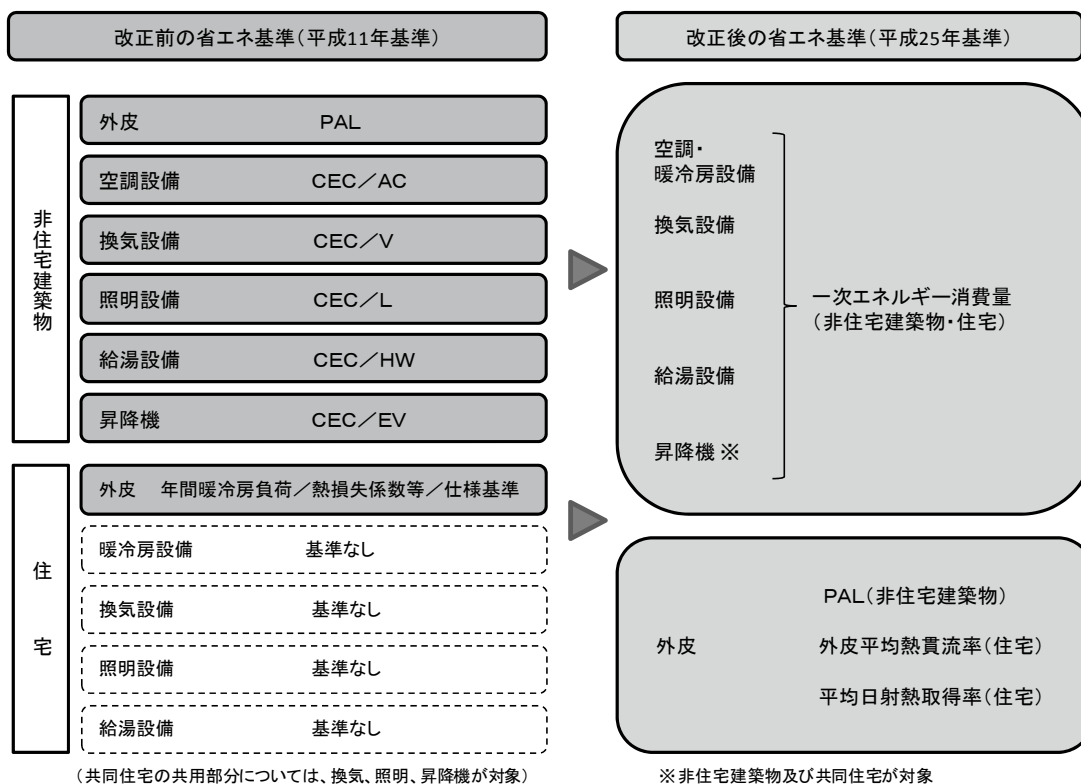 改正前の省エネ基準(平成11年基準)
非住宅建築物
外皮 PAL
空調設備 CEC/AC
換気設備 CEC/V
照明設備 CEC/L
給湯設備 CEC/HW
昇降機 CEC/EV
住宅
外皮 年間暖冷房負荷/熱損失係数等/仕様基準
暖冷房設備 基準なし
換気設備 基準なし
照明設備 基準なし
給湯設備 基準なし
(共同住宅の共用部分については、換気、照明、昇降機が対象)
改正後の省エネ基準(平成25年基準)
空調・
暖冷房設備
換気設備
照明設備
給湯設備
昇降機※
一次エネルギー消費量
(非住宅建築物・住宅)
外皮
PAL(非住宅建築物)
外皮平均熱貫流率(住宅)
平均日射熱取得率(住宅)
※非住宅建築物及び共同住宅が対象